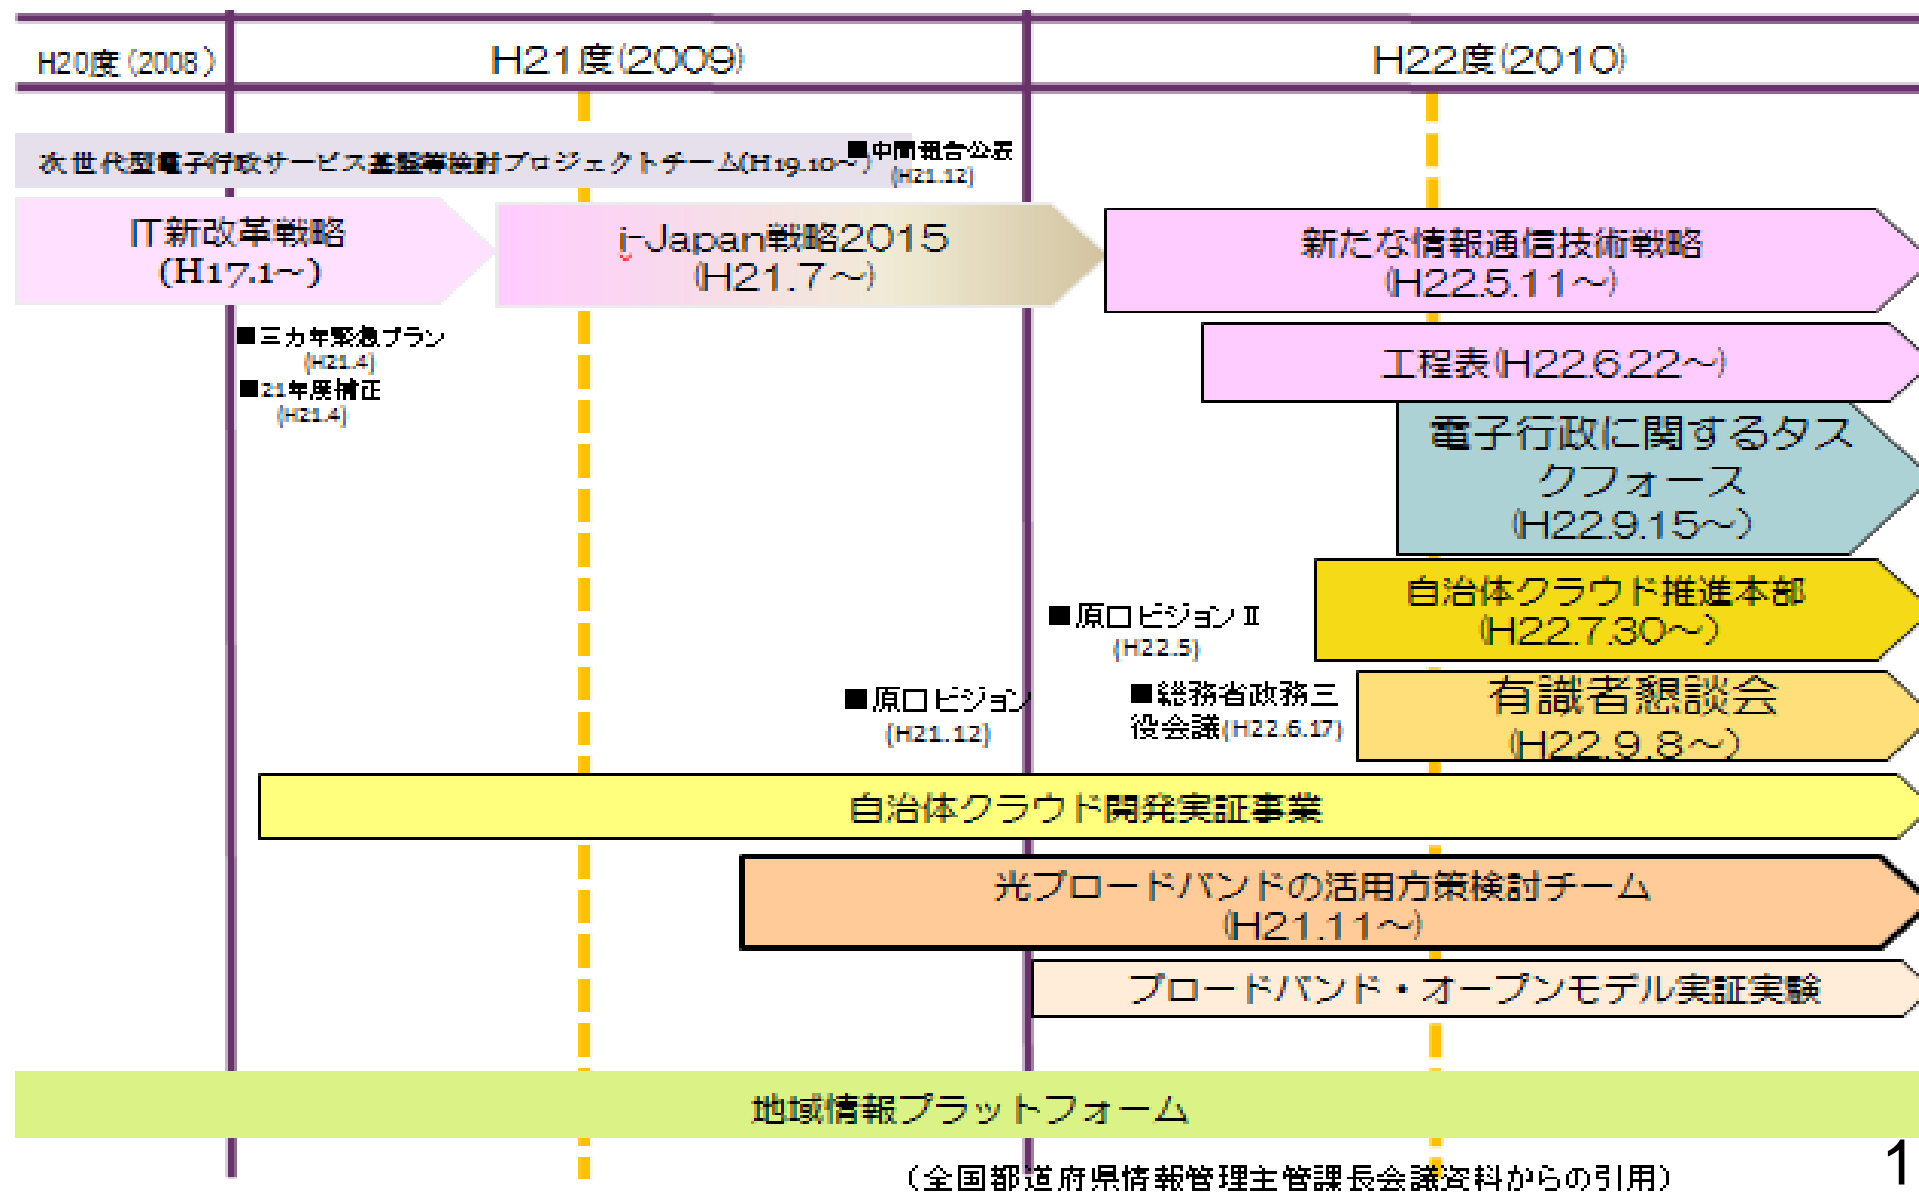 H20度(2008)
H21度(2009)
H22度(2010)
次世代型電子行政サービス基盤等検討プロジェクトチーム(H19.10～)
■中間報告公表
(H21.12)
IT新改革戦略
(H17.1～)
i-Japan戦略2015
(H21.7～)
新たな情報通信技術戦略
(H22.5.11～)
■三カ年緊急プラン
(H21.4)
■21年度補正
(H21.4)
工程表(H22.6.22～)
電子行政に関するタス
クフォース
(H22.9.15～)
■原口ビジョンⅡ
(H22.5)
自治体クラウド推進本部
(H22.7.30～)
■原口ビジョン
(H21.12)
■総務省政務三
役会議(H22.6.17)
有識者懇談会
(H22.9.8～)
自治体クラウド開発実証事業
光ブロードバンドの活用方策検討チーム
(H21.11～)
ブロードバンド・オープンモデル実証実験
地域情報プラットフォーム
（全国都道府県情報管理主管課長会議資料からの引用）
1